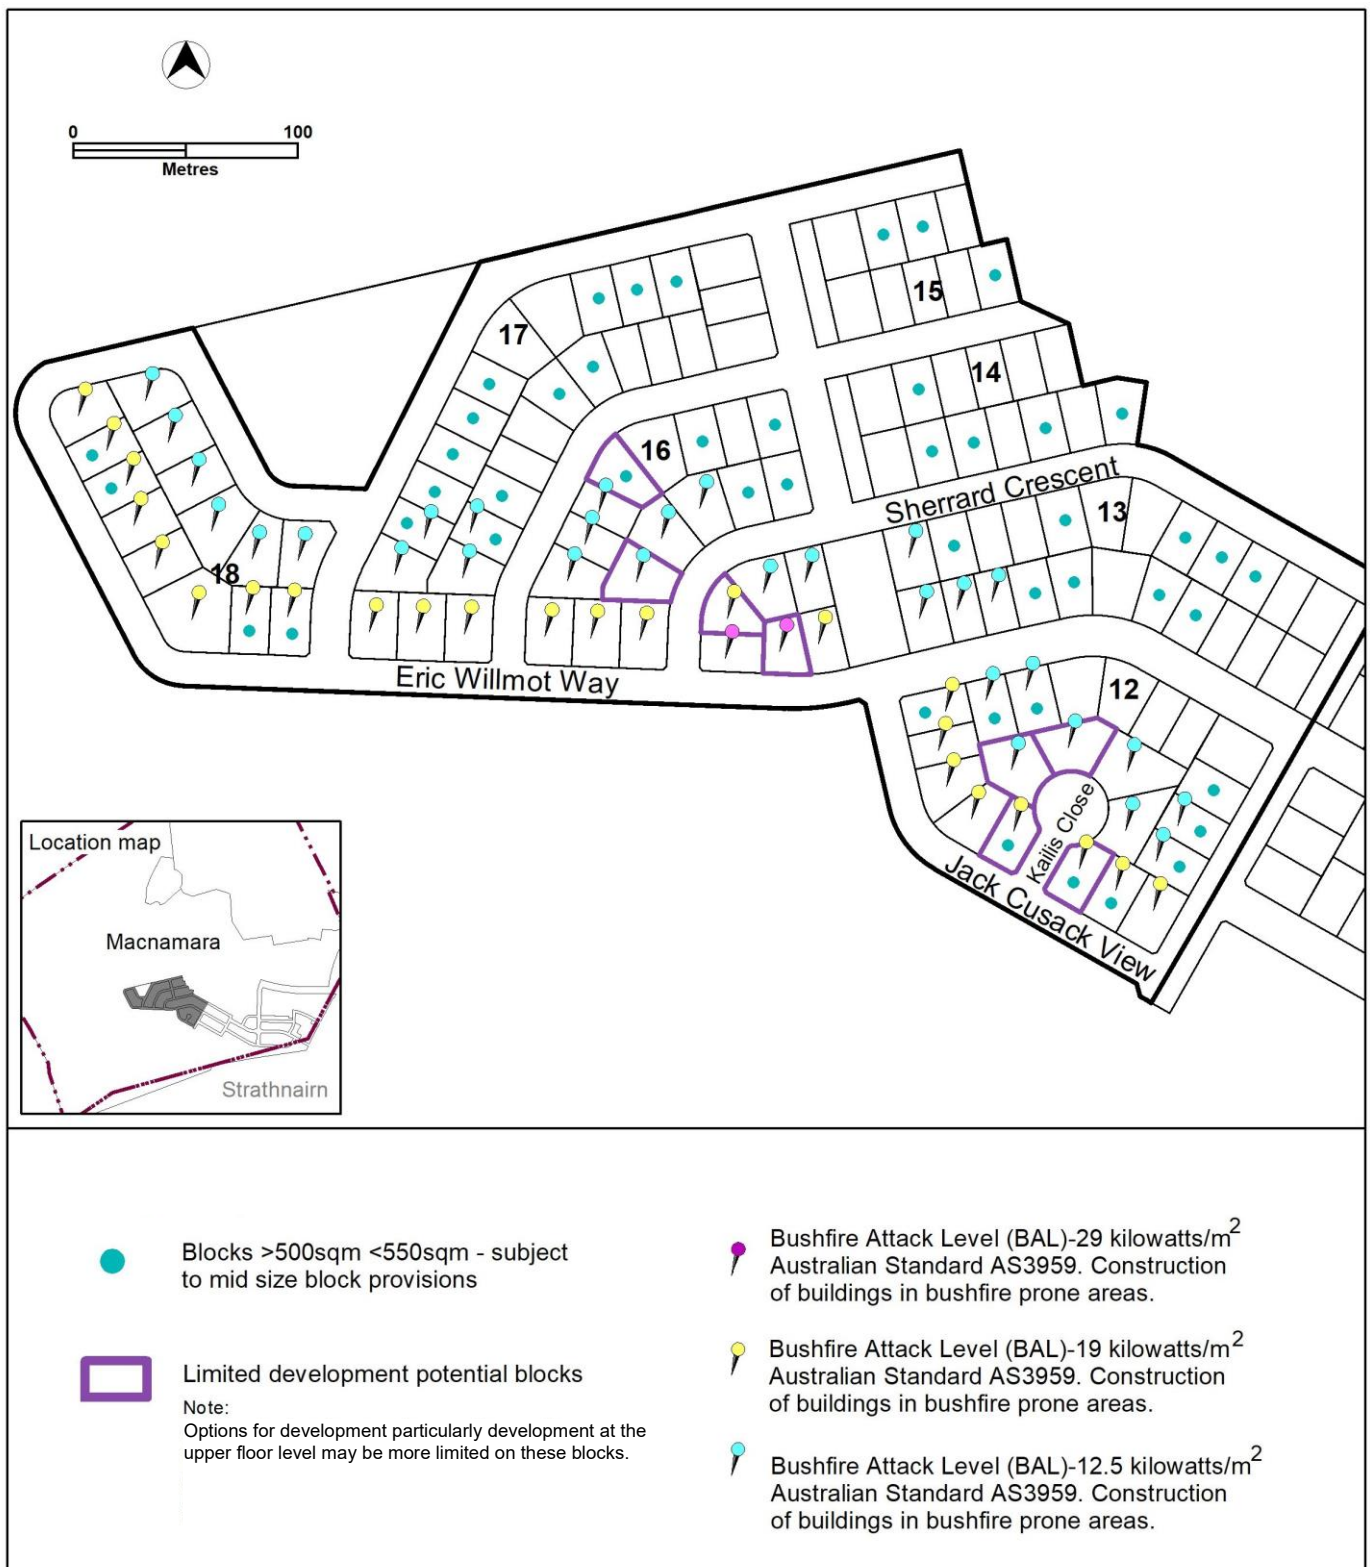 0 100
Metres
15
17
14
16
Sherrard Crescent
13
18
Eric Willmot Way
12
Kailis Close
Jack Cusack View
Location map
Macnamara
Strathnairn
Blocks >500sqm <550sqm - subject
to mid size block provisions
Limited development potential blocks
Note:
Options for development particularly development at the
upper floor level may be more limited on these blocks.
Bushfire Attack Level (BAL)-29 kilowatts/m²
Australian Standard AS3959. Construction
of buildings in bushfire prone areas.
Bushfire Attack Level (BAL)-19 kilowatts/m²
Australian Standard AS3959. Construction
of buildings in bushfire prone areas.
Bushfire Attack Level (BAL)-12.5 kilowatts/m²
Australian Standard AS3959. Construction
of buildings in bushfire prone areas.